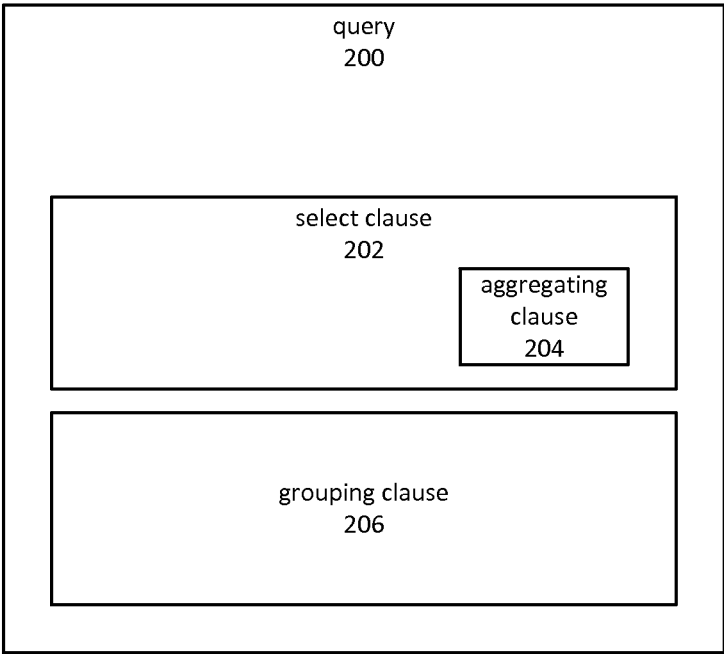 query
200
select clause
202
aggregating
clause
204
grouping clause
206